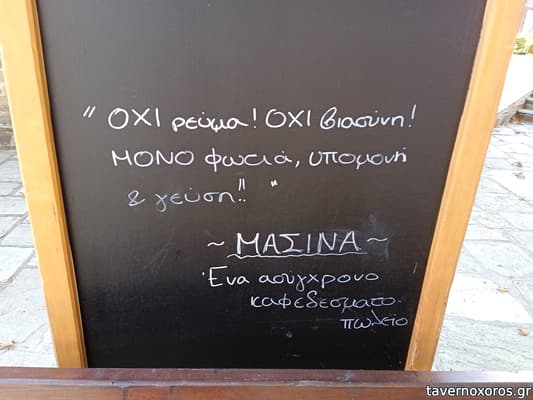 "ΟΧΙ ρεύμα! ΟΧΙ βιασύνη!
ΜΟΝΟ φωτιά, υπομονή
& γεύση!!"
~ ΜΑΣΙΝΑ ~
Ένα ασύγχρονο
καφεδεσματο-
πωλείο
tavernoxoros.gr